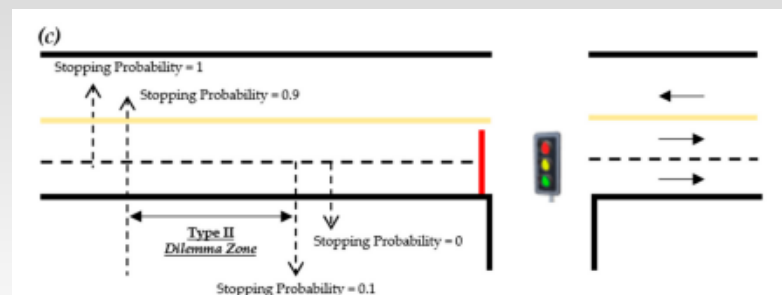 (c)
Stopping Probability = 1
Stopping Probability = 0.9
Type II
Dilemma Zone
Stopping Probability = 0
Stopping Probability = 0.1